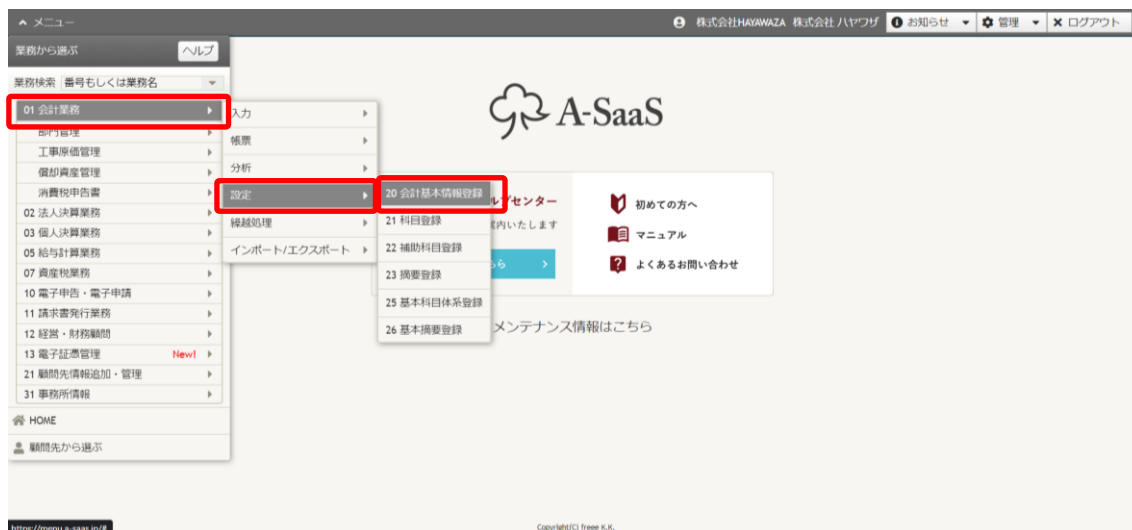 メニュー
株式会社HAYAWAZA 株式会社 ハヤワザ
お知らせ
管理
ログアウト
業務から選ぶ
ヘルプ
業務検索 番号もしくは業務名
01 会計業務
部門管理
工事原価管理
償却資産管理
消費税申告書
02 法人決算業務
03 個人決算業務
05 給与計算業務
07 資産税業務
10 電子申告・電子申請
11 請求書発行業務
12 経営・財務顧問
13 電子証憑管理 New!
21 顧問先情報追加・管理
31 事務所情報
HOME
顧問先から選ぶ
入力
帳票
分析
設定
繰越処理
インポート/エクスポート
20 会計基本情報登録
21 科目登録
22 補助科目登録
23 摘要登録
25 基本科目体系登録
26 基本摘要登録
A-SaaS
ルプセンター
案内いたします
ちら
初めての方へ
マニュアル
よくあるお問い合わせ
メンテナンス情報はこちら
https://menu.a-saas.jp/#
Copyright(C) freee K.K.